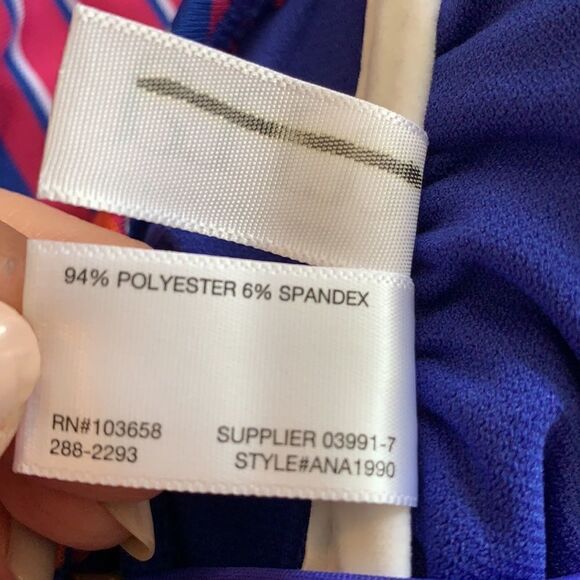 94% POLYESTER 6% SPANDEX
RN#103658
288-2293
SUPPLIER 03991-7
STYLE#ANA1990